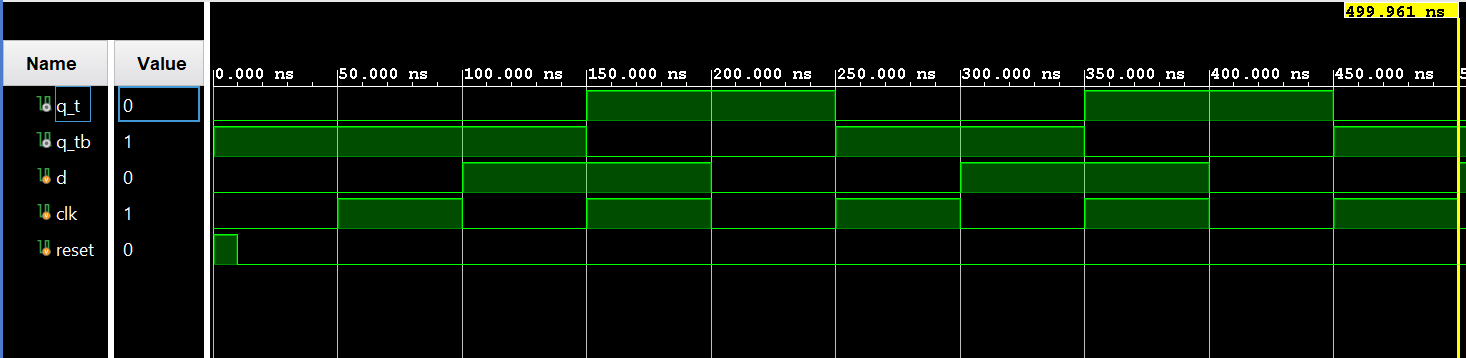 499.961 ns
Name Value
0.000 ns 50.000 ns 100.000 ns 150.000 ns 200.000 ns 250.000 ns 300.000 ns 350.000 ns 400.000 ns 450.000 ns
q_t 0
q_tb 1
d 0
clk 1
reset 0